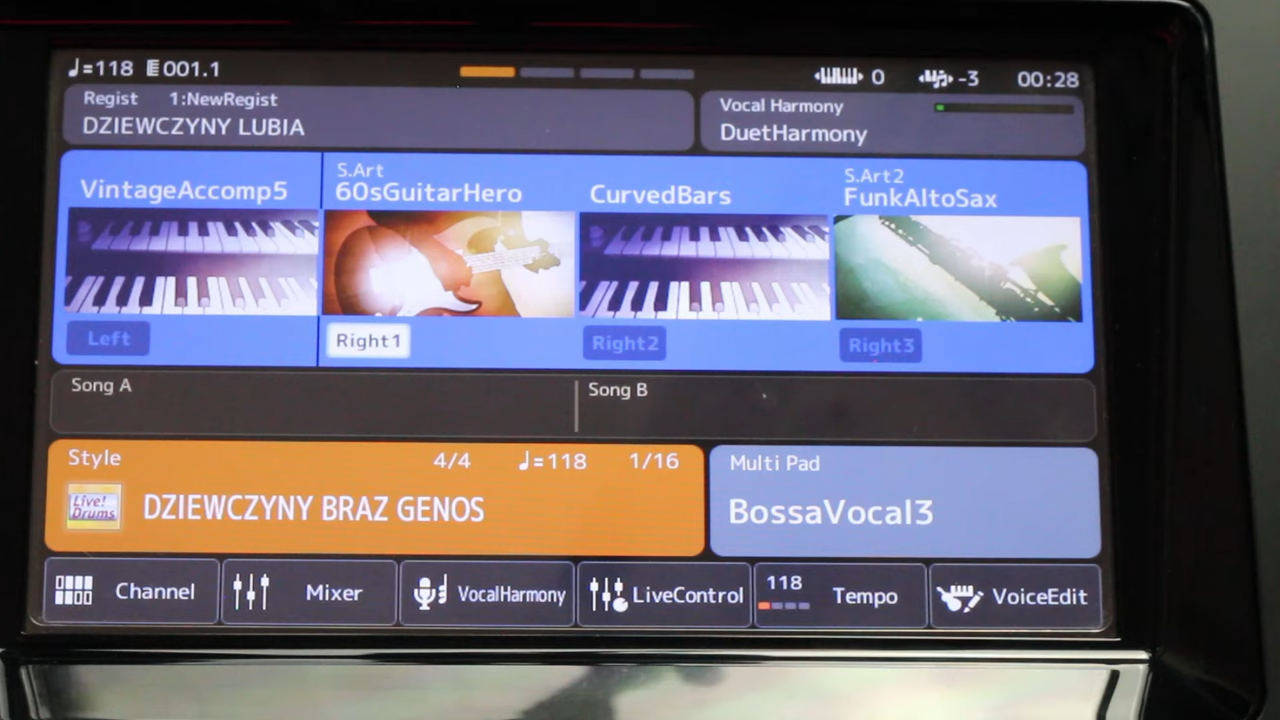 ♩=118 001.1 0 -3 00:28
Regist 1:NewRegist
DZIEWCZYNY LUBIA
Vocal Harmony
DuetHarmony
VintageAccomp5
Left
S.Art
60sGuitarHero
Right1
CurvedBars
Right2
S.Art2
FunkAltoSax
Right3
Song A
Song B
Style 4/4 ♩=118 1/16
Live!
Drums
DZIEWCZYNY BRAZ GENOS
Multi Pad
BossaVocal3
Channel
Mixer
VocalHarmony
LiveControl
118
Tempo
VoiceEdit